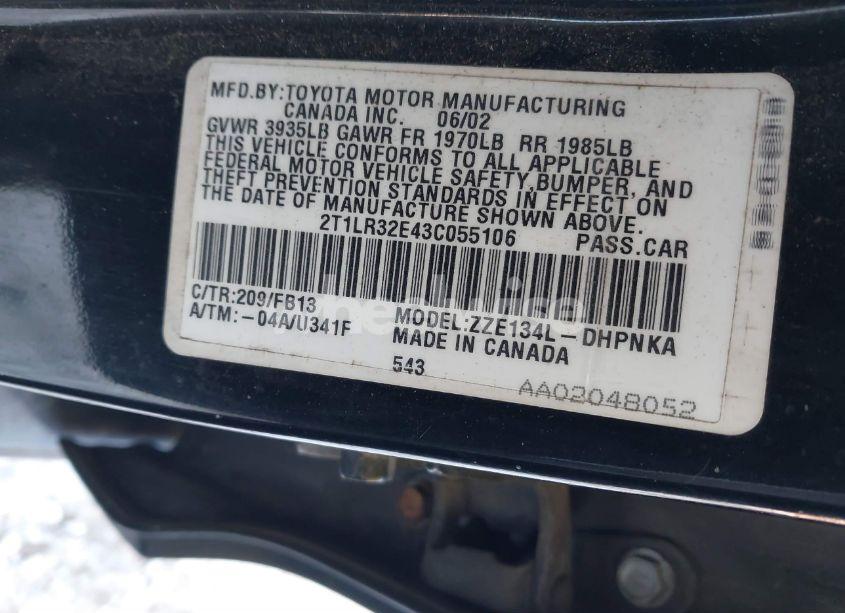 MFD.BY:TOYOTA MOTOR MANUFACTURING
CANADA INC. 06/02
GVWR 3935LB GAWR FR 1970LB RR 1985LB
THIS VEHICLE CONFORMS TO ALL APPLICABLE
FEDERAL MOTOR VEHICLE SAFETY,BUMPER, AND
THEFT PREVENTION STANDARDS IN EFFECT ON
THE DATE OF MANUFACTURE SHOWN ABOVE.
2T1LR32E43C055106 PASS.CAR
C/TR:209/FB13
A/TM:-04A/U341F
MODEL:ZZE134L-DHPNKA
MADE IN CANADA
543
AA02048052